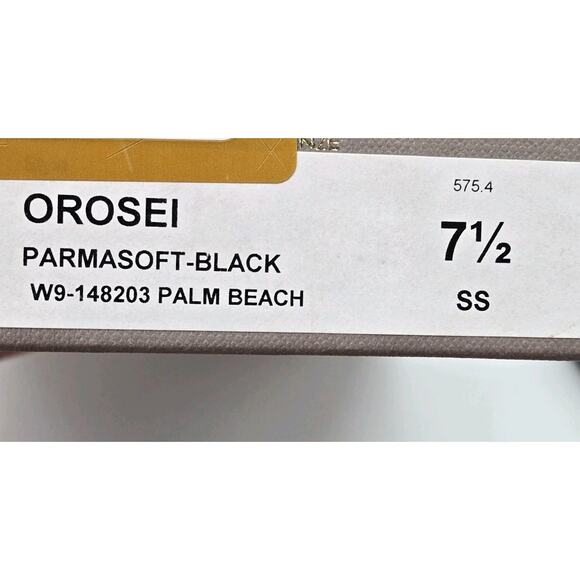 OROSEI
PARMASOFT-BLACK
W9-148203 PALM BEACH
575.4
7½
SS